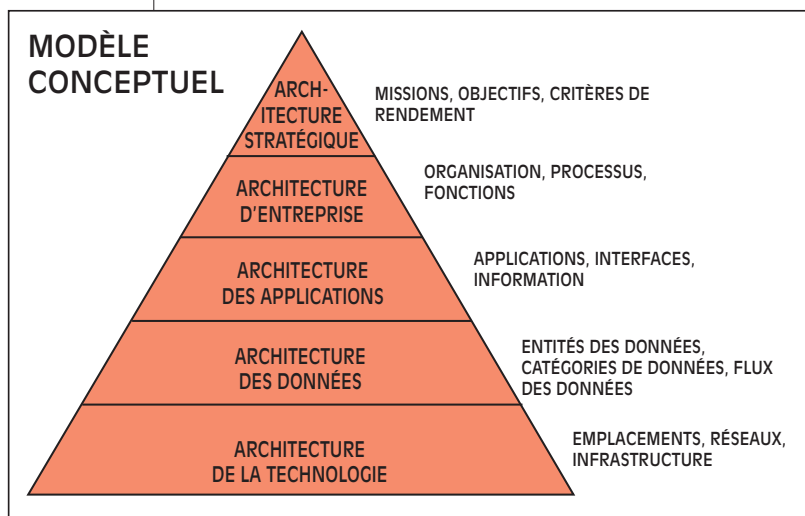 MODÈLE
CONCEPTUEL
ARCH-
ITECTURE
STRATÉGIQUE
MISSIONS, OBJECTIFS, CRITÈRES DE
RENDEMENT
ARCHITECTURE
D'ENTREPRISE
ORGANISATION, PROCESSUS,
FONCTIONS
ARCHITECTURE
DES APPLICATIONS
APPLICATIONS, INTERFACES,
INFORMATION
ARCHITECTURE
DES DONNÉES
ENTITÉS DES DONNÉES,
CATÉGORIES DE DONNÉES, FLUX
DES DONNÉES
ARCHITECTURE
DE LA TECHNOLOGIE
EMPLACEMENTS, RÉSEAUX,
INFRASTRUCTURE